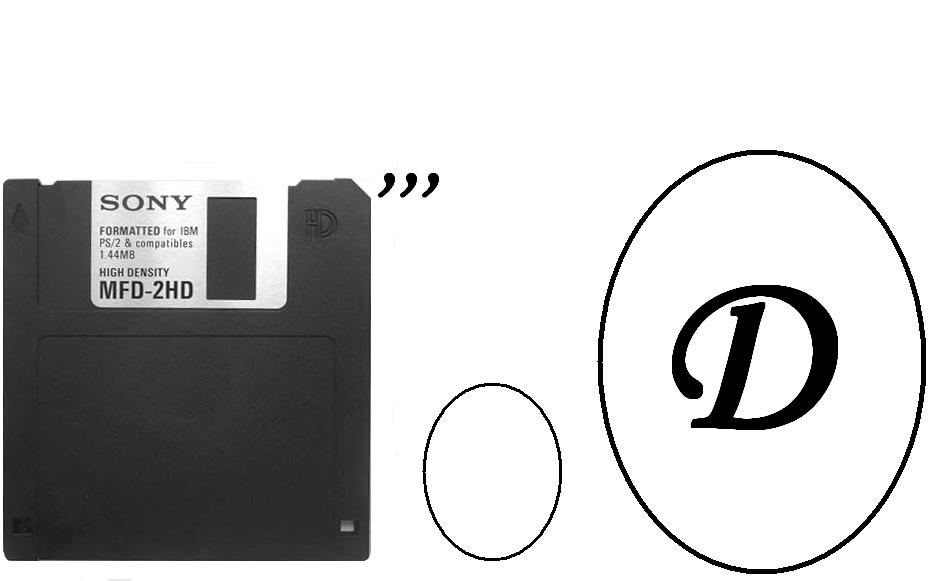 ,,,
SONY
HD
FORMATTED for IBM
PS/2 & compatibles
1.44MB
HIGH DENSITY
MFD-2HD
D